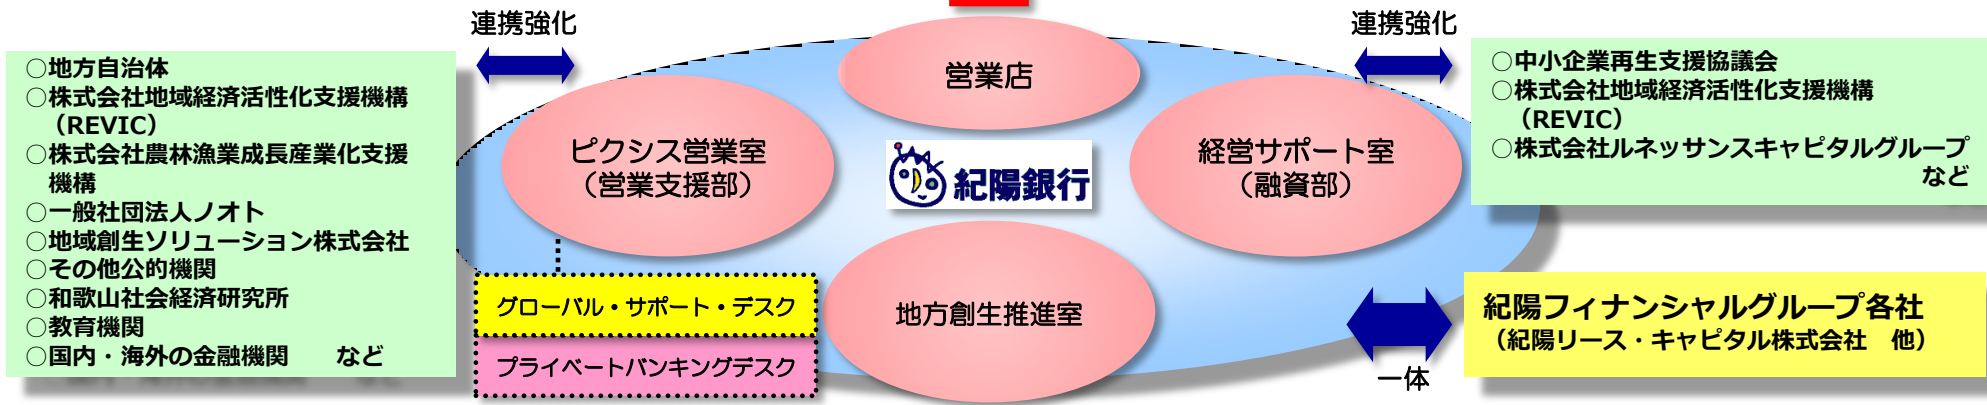 連携強化
○地方自治体
○株式会社地域経済活性化支援機構
（REVIC）
○株式会社農林漁業成長産業化支援
機構
○一般社団法人ノオト
○地域創生ソリューション株式会社
○その他公的機関
○和歌山社会経済研究所
○教育機関
○国内・海外の金融機関　など
営業店
ピクシス営業室
（営業支援部）
紀陽銀行
経営サポート室
（融資部）
グローバル・サポート・デスク
プライベートバンキングデスク
地方創生推進室
連携強化
○中小企業再生支援協議会
○株式会社地域経済活性化支援機構
（REVIC）
○株式会社ルネッサンスキャピタルグループ
など
一体
紀陽フィナンシャルグループ各社
（紀陽リース・キャピタル株式会社　他）